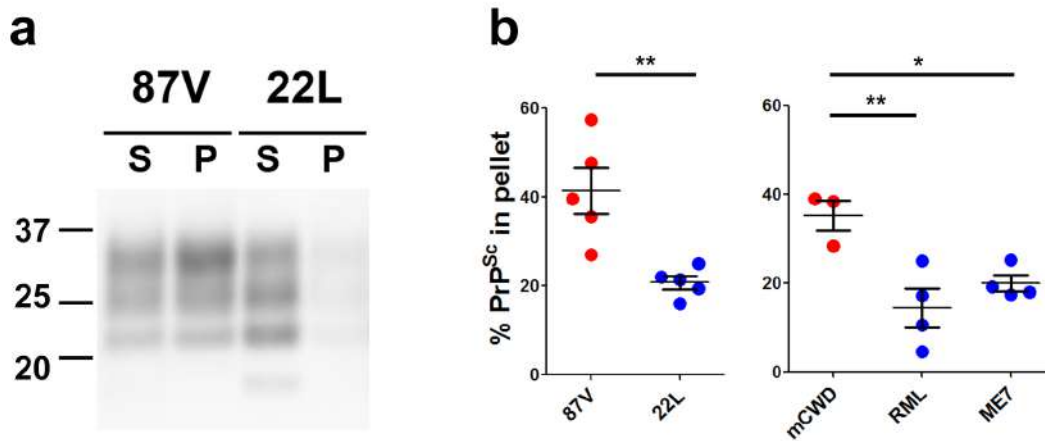 a
87V 22L
S P S P
37
25
20
b
** 
*
**
% PrPSc in pellet
60
40
20
0
87V
22L
60
40
20
0
mCWD
RML
ME7